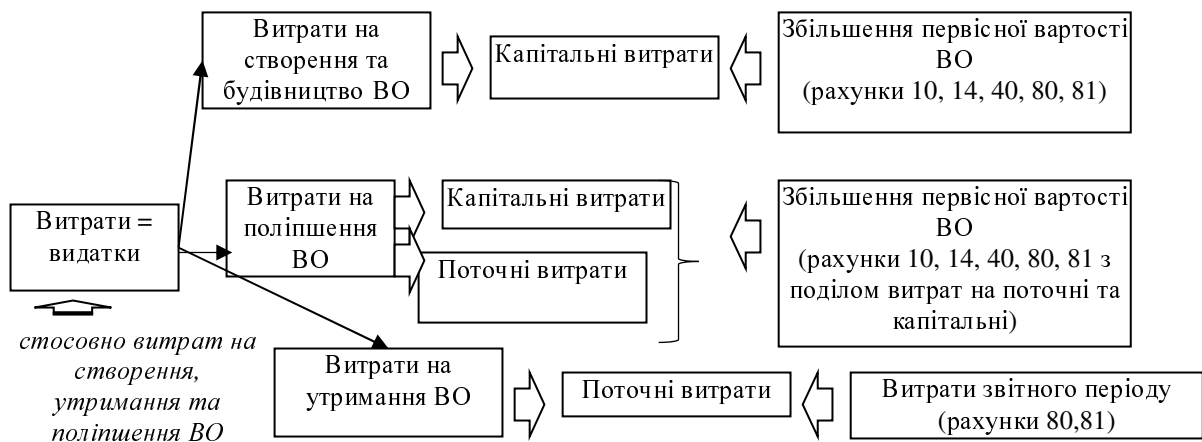 Витрати на
створення та
будівництво ВО
Капітальні витрати
Збільшення первісної вартості
ВО
(рахунки 10, 14, 40, 80, 81)
Витрати =
видатки
Витрати на
поліпшення
ВО
Капітальні витрати
Поточні витрати
Збільшення первісної вартості
ВО
(рахунки 10, 14, 40, 80, 81 з
поділом витрат на поточні та
капітальні)
стосовно витрат на
створення,
утримання та
поліпшення ВО
Витрати на
утримання ВО
Поточні витрати
Витрати звітного періоду
(рахунки 80,81)